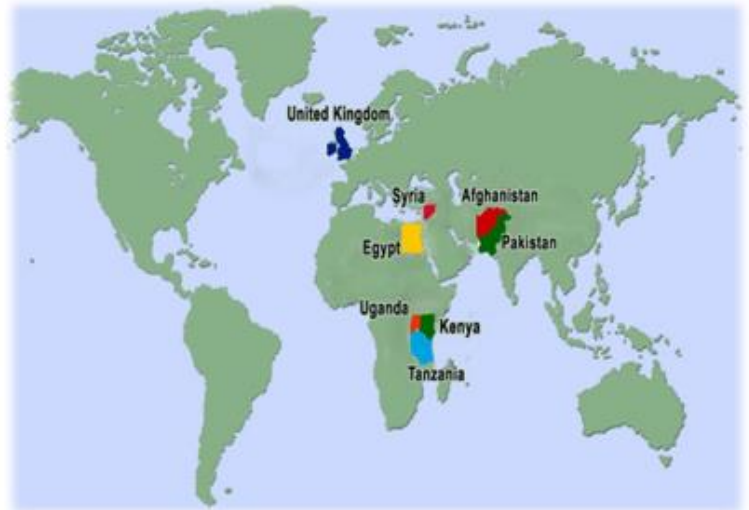 United Kingdom
Syria
Afghanistan
Egypt
Pakistan
Uganda
Kenya
Tanzania